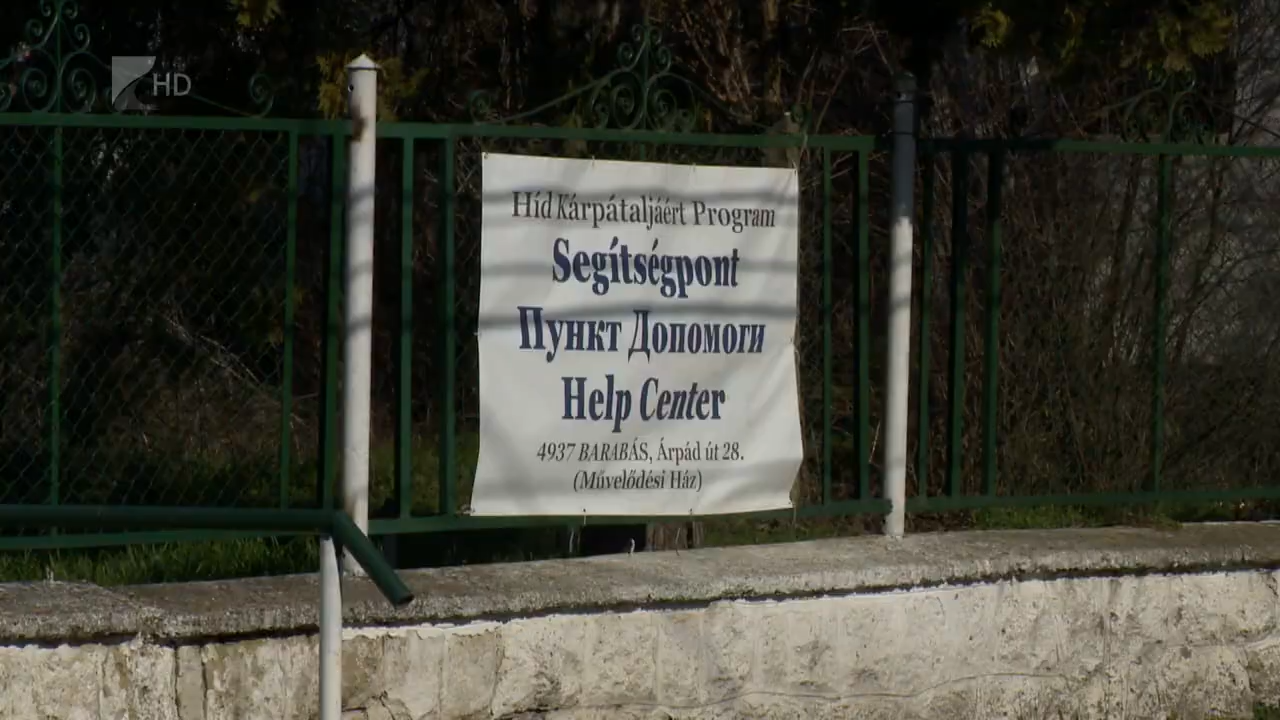 HD
Híd Kárpátaljáért Program
Segítségpont
Пункт Допомоги
Help Center
4937 BARABÁS, Árpád út 28.
(Művelődési Ház)